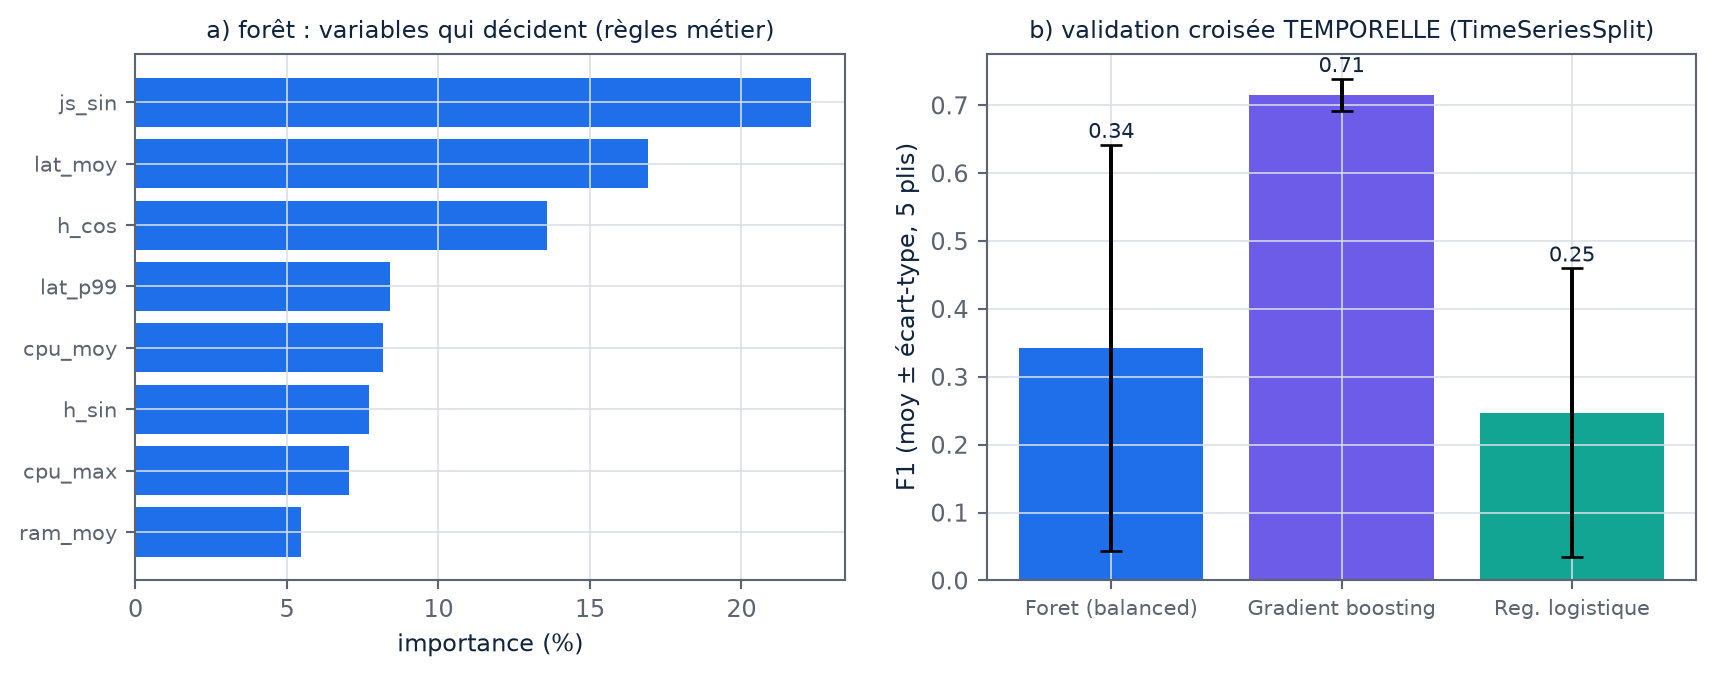 a) forêt : variables qui décident (règles métier)
js_sin
lat_moy
h_cos
lat_p99
cpu_moy
h_sin
cpu_max
ram_moy
0 5 10 15 20
importance (%)
b) validation croisée TEMPORELLE (TimeSeriesSplit)
F1 (moy ± écart-type, 5 plis)
0.7
0.6
0.5
0.4
0.3
0.2
0.1
0.0
0.34
0.71
0.25
Foret (balanced) Gradient boosting Reg. logistique